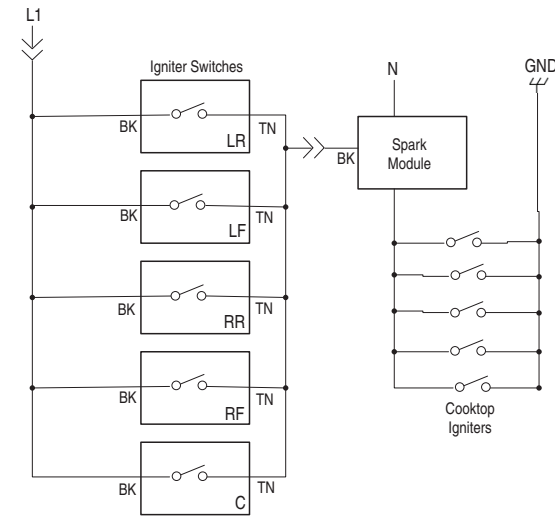 L1
Igniter Switches
N
GND
BK
TN
LR
BK
Spark
Module
BK
TN
LF
BK
TN
RR
BK
TN
RF
Cooktop
Igniters
BK
TN
C